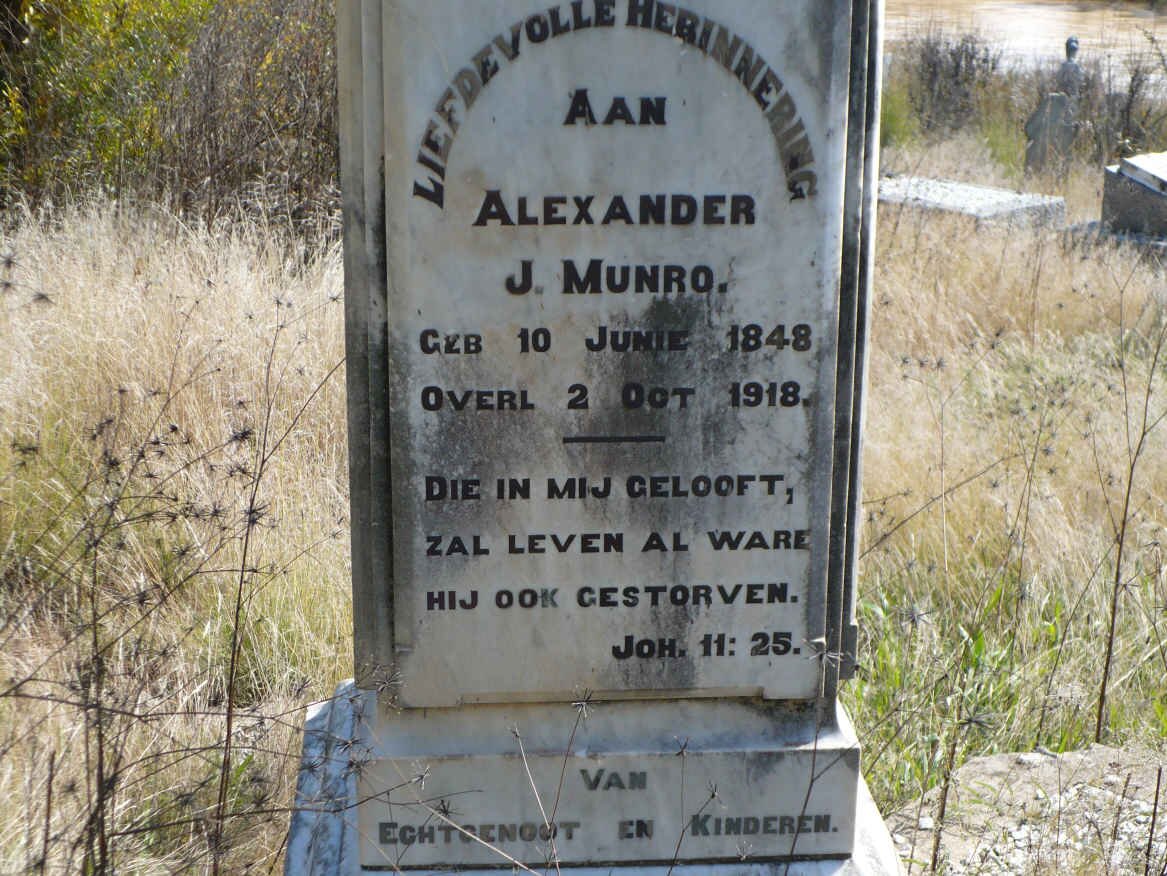 LIEFDEVOLLE HERINNERING
AAN
ALEXANDER
J. MUNRO.
GEB 10 JUNIE 1848
OVERL 2 OCT 1918.
DIE IN MIJ GELOOFT,
ZAL LEVEN AL WARE
HIJ OOK GESTORVEN.
JOH. 11: 25.
VAN
ECHTGENOOT EN KINDEREN.